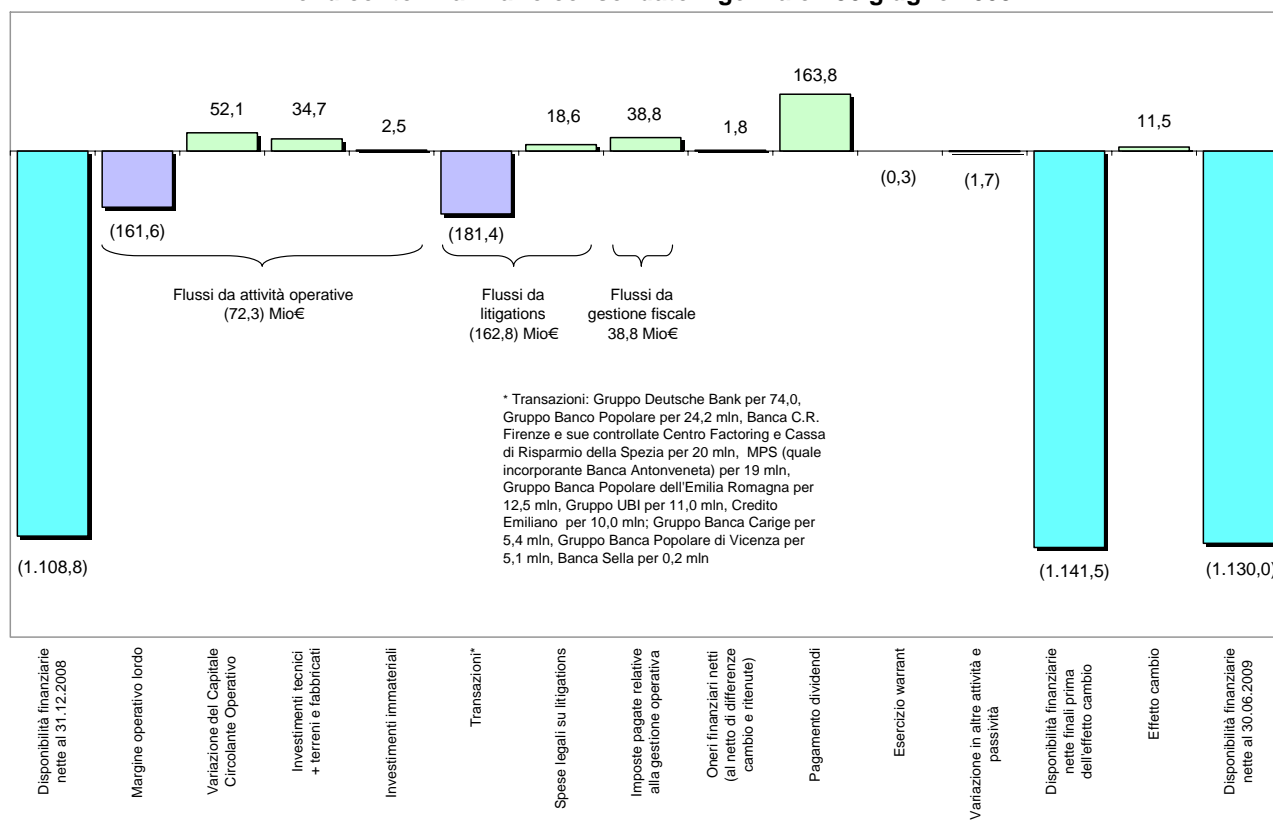 163,8
52,1
34,7
2,5
18,6
38,8
1,8
11,5
(0,3)
(1,7)
(161,6)
(181,4)
Flussi da attività operative
(72,3) Mio€
Flussi da
litigations
(162,8) Mio€
Flussi da
gestione fiscale
38,8 Mio€
* Transazioni: Gruppo Deutsche Bank per 74,0,
Gruppo Banco Popolare per 24,2 mln, Banca C.R.
Firenze e sue controllate Centro Factoring e Cassa
di Risparmio della Spezia per 20 mln, MPS (quale
incorporante Banca Antonveneta) per 19 mln,
Gruppo Banca Popolare dell'Emilia Romagna per
12,5 mln, Gruppo UBI per 11,0 mln, Credito
Emiliano per 10,0 mln; Gruppo Banca Carige per
5,4 mln, Gruppo Banca Popolare di Vicenza per
5,1 mln, Banca Sella per 0,2 mln
(1.108,8)
(1.141,5)
(1.130,0)
Disponibilità finanziarie
nette al 31.12.2008
Margine operativo lordo
Variazione del Capitale
Circolante Operativo
Investimenti tecnici
+ terreni e fabbricati
Investimenti immateriali
Transazioni*
Spese legali su litigations
Imposte pagate relative
alla gestione operativa
Oneri finanziari netti
(al netto di differenze
cambio e ritenute)
Pagamento dividendi
Esercizio warrant
Variazione in altre attività e
passività
Disponibilità finanziarie
nette finali prima
dell'effetto cambio
Effetto cambio
Disponibilità finanziarie
nette al 30.06.2009